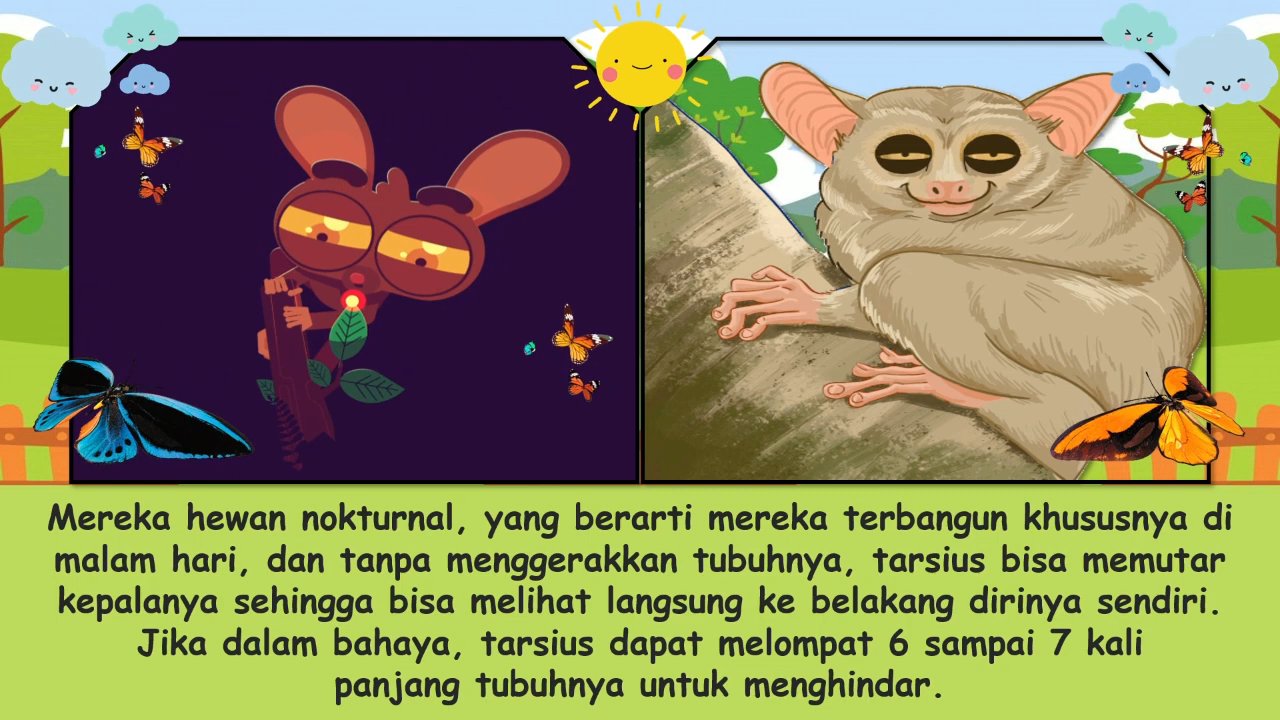 Mereka hewan nokturnal, yang berarti mereka terbangun khususnya di
malam hari, dan tanpa menggerakkan tubuhnya, tarsius bisa memutar
kepalanya sehingga bisa melihat langsung ke belakang dirinya sendiri.
Jika dalam bahaya, tarsius dapat melompat 6 sampai 7 kali
panjang tubuhnya untuk menghindar.